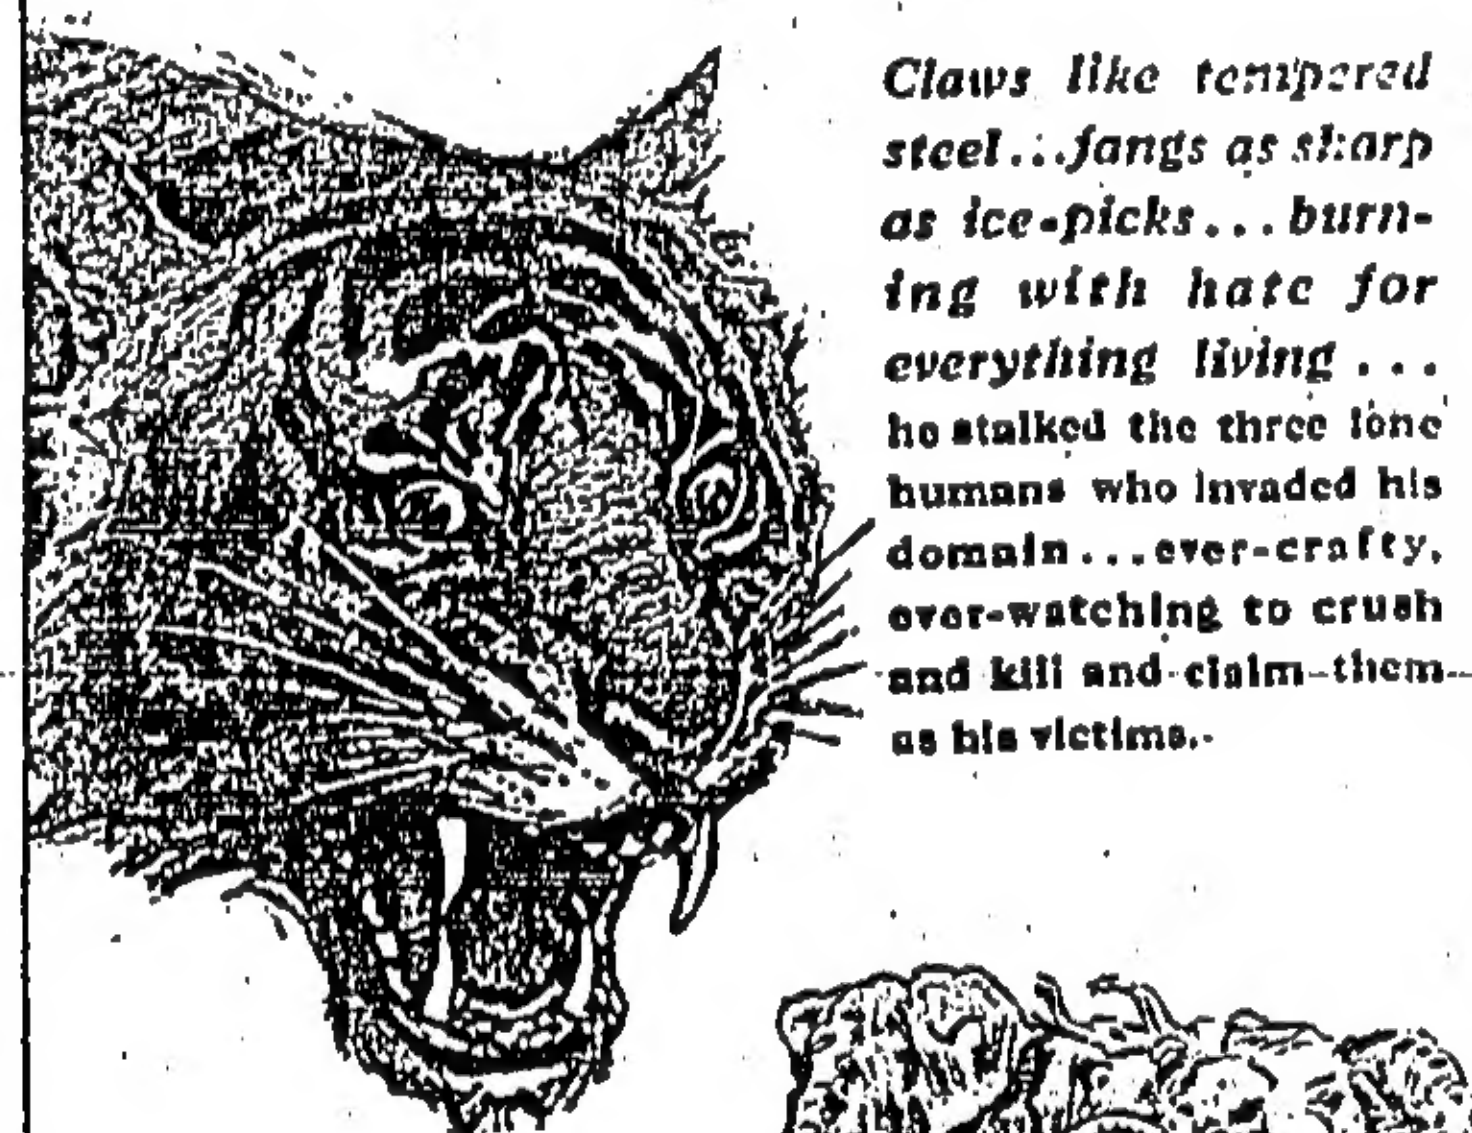 Claws like tempered
steel...fangs as sharp
as ice-picks...burn-
ing with hate for
everything living...
he stalked the three lone
humans who invaded his
domain...ever-crafty,
ever-watching to crush
and kill and claim them
as his victims.